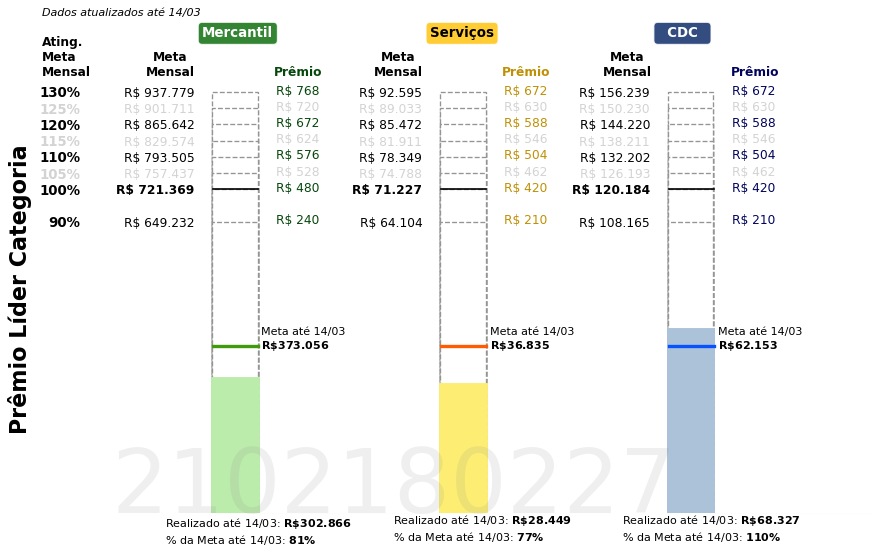 Dados atualizados até 14/03
Mercantil Serviços CDC
Ating.
Meta Meta Meta Meta
Mensal Mensal Prêmio Mensal Prêmio Mensal Prêmio
130% R$ 937.779 R$ 768 R$ 92.595 R$ 672 R$ 156.239 R$ 672
125% R$ 901.711 R$ 720 R$ 89.033 R$ 630 R$ 150.230 R$ 630
120% R$ 865.642 R$ 672 R$ 85.472 R$ 588 R$ 144.220 R$ 588
115% R$ 829.574 R$ 624 R$ 81.911 R$ 546 R$ 138.211 R$ 546
110% R$ 793.505 R$ 576 R$ 78.349 R$ 504 R$ 132.202 R$ 504
105% R$ 757.437 R$ 528 R$ 74.788 R$ 462 R$ 126.193 R$ 462
100% R$ 721.369 R$ 480 R$ 71.227 R$ 420 R$ 120.184 R$ 420
90% R$ 649.232 R$ 240 R$ 64.104 R$ 210 R$ 108.165 R$ 210
Prêmio Líder Categoria
Meta até 14/03 Meta até 14/03 Meta até 14/03
R$373.056 R$36.835 R$62.153
2102180227
Realizado até 14/03: R$302.866 Realizado até 14/03: R$28.449 Realizado até 14/03: R$68.327
% da Meta até 14/03: 81% % da Meta até 14/03: 77% % da Meta até 14/03: 110%